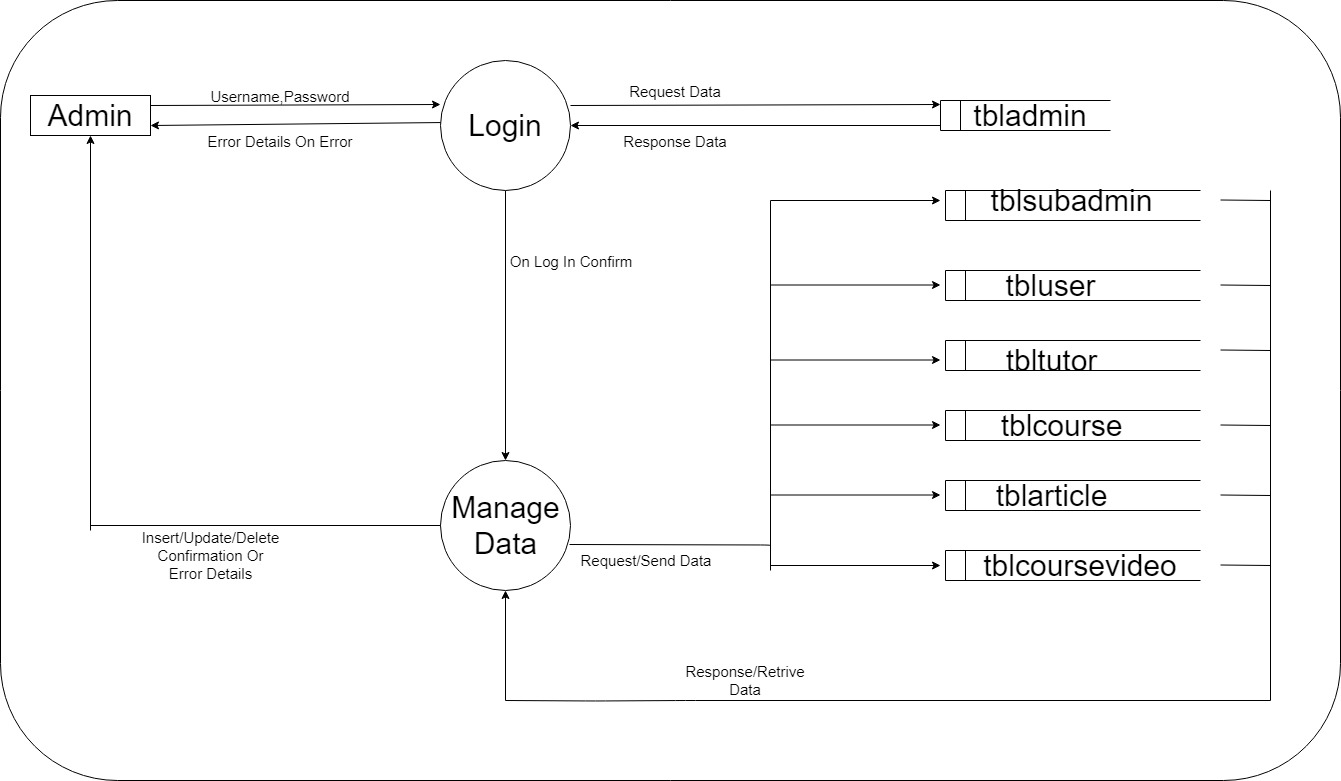 Username,Password
Admin
Error Details On Error
Login
Request Data
Response Data
tbladmin
tblsubadmin
On Log In Confirm
tbluser
tbltutor
tblcourse
tblarticle
tblcoursevideo
Manage
Data
Insert/Update/Delete
Confirmation Or
Error Details
Request/Send Data
Response/Retrive
Data